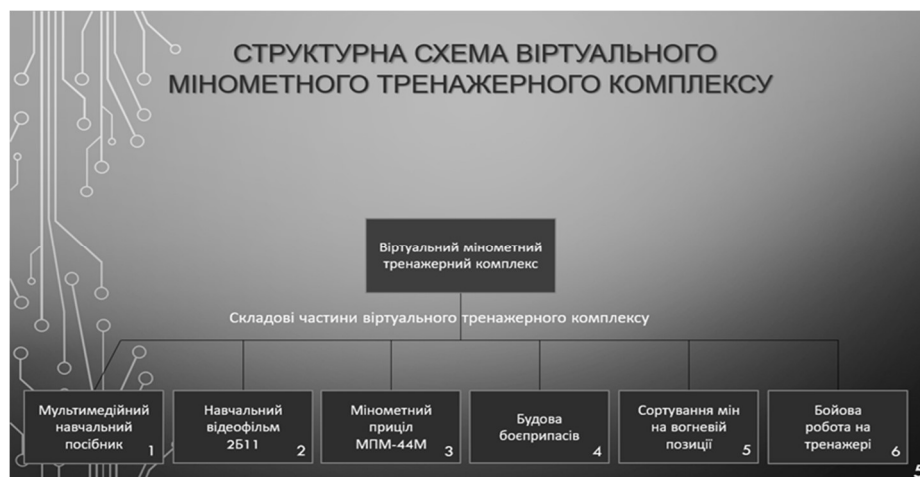 СТРУКТУРНА СХЕМА ВІРТУАЛЬНОГО
МІНОМЕТНОГО ТРЕНАЖЕРНОГО КОМПЛЕКСУ
Віртуальний мінометний
тренажерний комплекс
Складові частини віртуального тренажерного комплексу
Мультимедійний
навчальний
посібник
1
Навчальний
відеофільм
2Б11
2
Мінометний
приціл
МПМ-44М
3
Будова
боєприпасів
4
Сортування мін
на вогневій
позиції
5
Бойова
робота на
тренажері
6
5